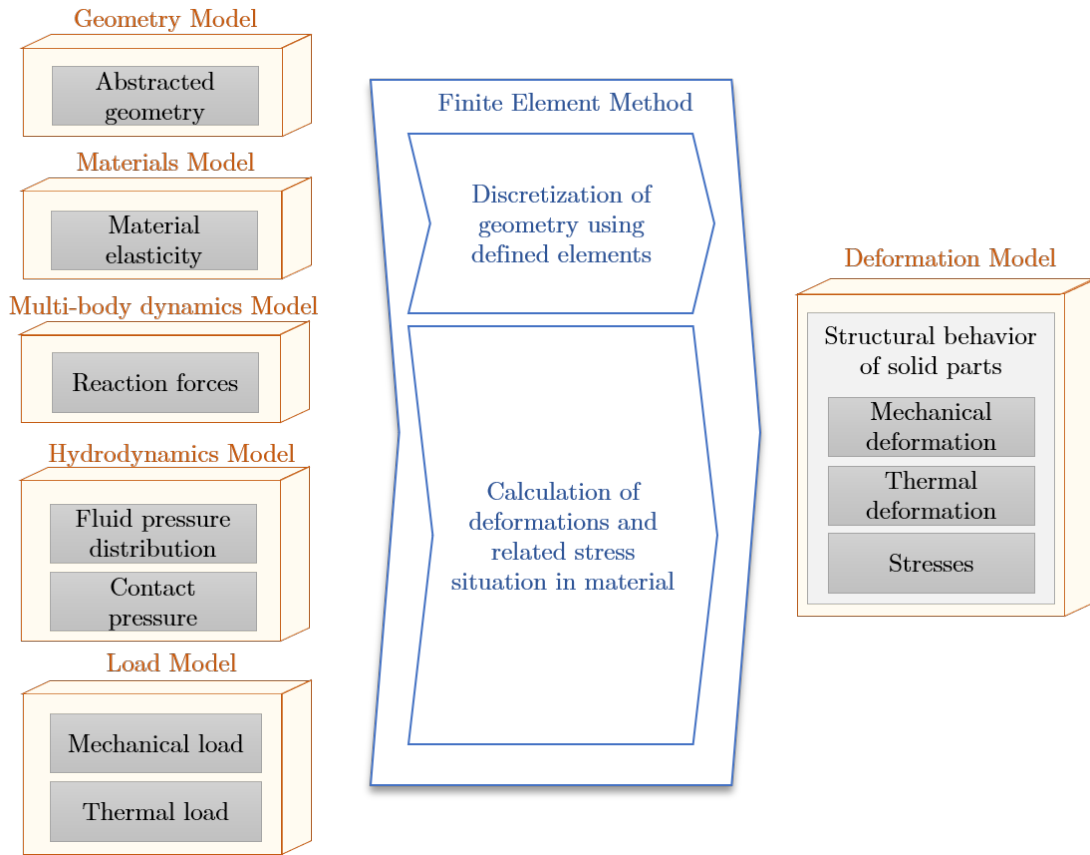 Geometry Model
Abstracted
geometry
Materials Model
Material
elasticity
Multi-body dynamics Model
Reaction forces
Hydrodynamics Model
Fluid pressure
distribution
Contact
pressure
Load Model
Mechanical load
Thermal load
Finite Element Method
Discretization of
geometry using
defined elements
Calculation of
deformations and
related stress
situation in material
Deformation Model
Structural behavior
of solid parts
Mechanical
deformation
Thermal
deformation
Stresses